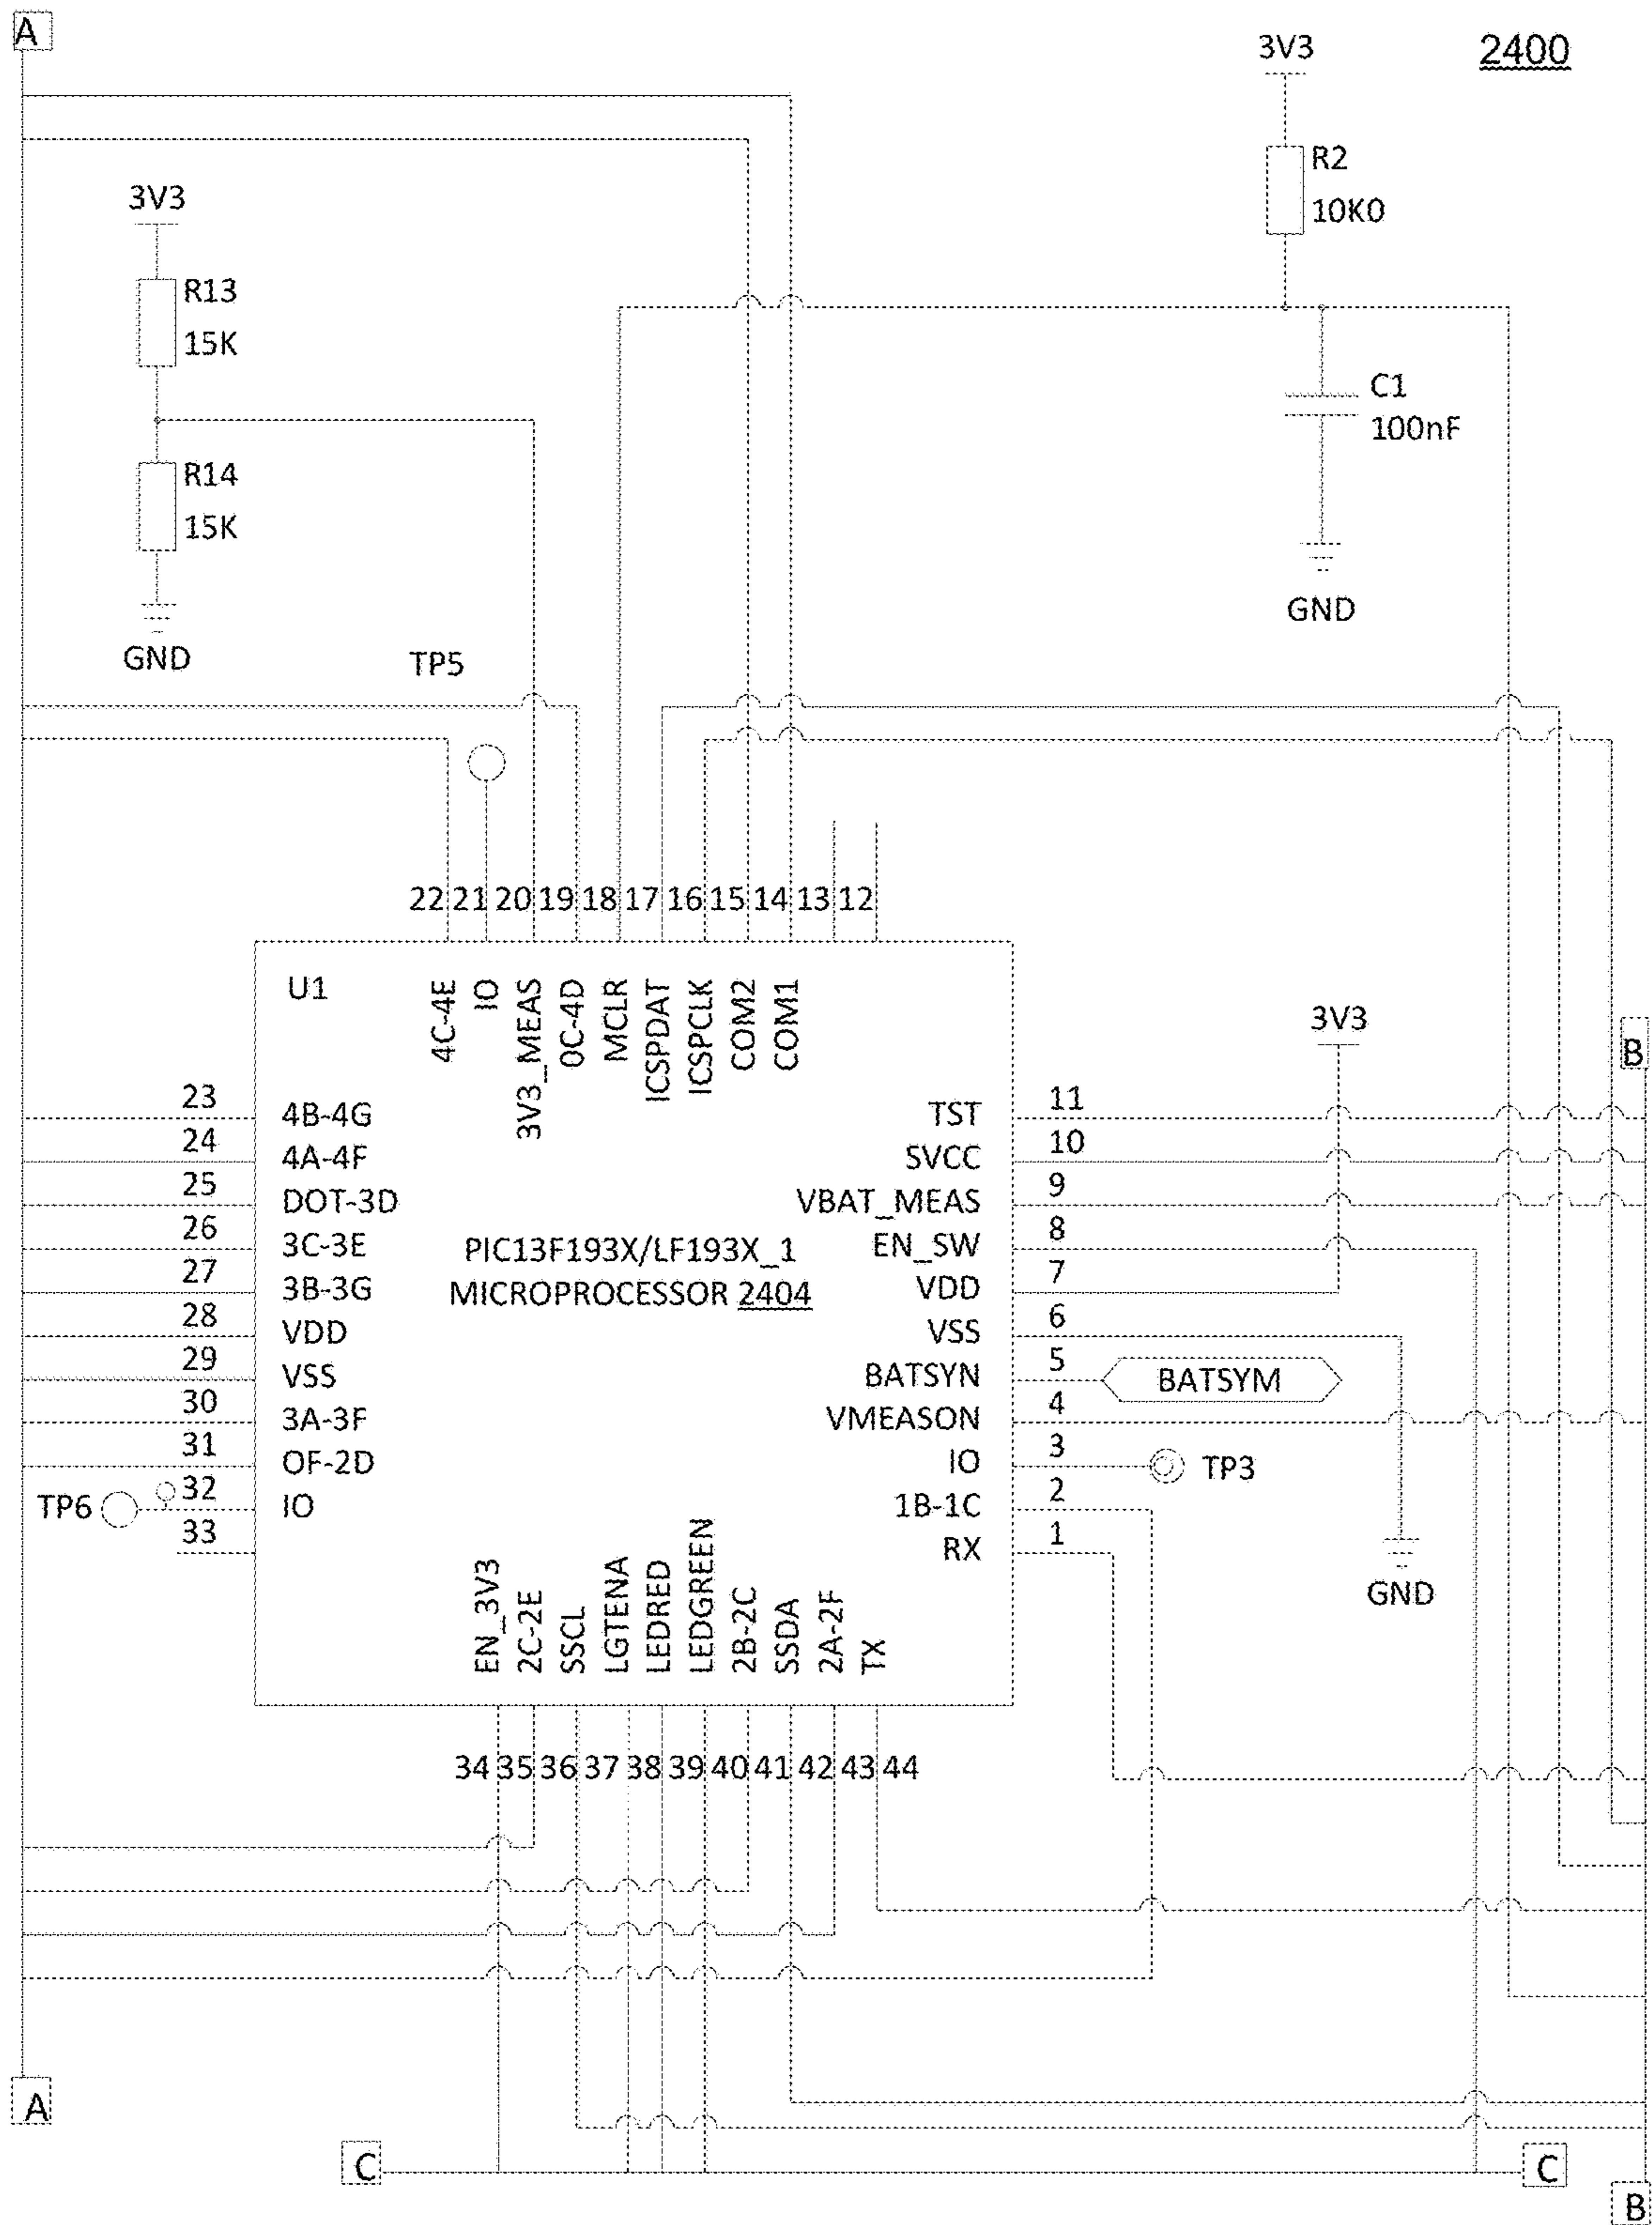 A
2400
3V3
R2
10K0
3V3
R13
15K
C1
100nF
R14
15K
GND
GND
TP5
22 21 20 19 18 17 16 15 14 13 12
U1
4C-4E
IO
3V3_MEAS
0C-4D
MCLR
ICSPDAT
ICSPCLK
COM2
COM1
3V3
B
23 4B-4G
24 4A-4F
25 DOT-3D
26 3C-3E
27 3B-3G
28 VDD
29 VSS
30 3A-3F
31 OF-2D
TP6 32 IO
33
PIC13F193X/LF193X_1
MICROPROCESSOR 2404
TST 11
SVCC 10
VBAT_MEAS 9
EN_SW 8
VDD 7
VSS 6
BATSYN 5 BATSYM
VMEASON 4
IO 3 TP3
1B-1C 2
RX 1
GND
EN_3V3
2C-2E
SSCL
LGTENA
LEDRED
LEDGREEN
2B-2C
SSDA
2A-2F
TX
34 35 36 37 38 39 40 41 42 43 44
A
C
C
B